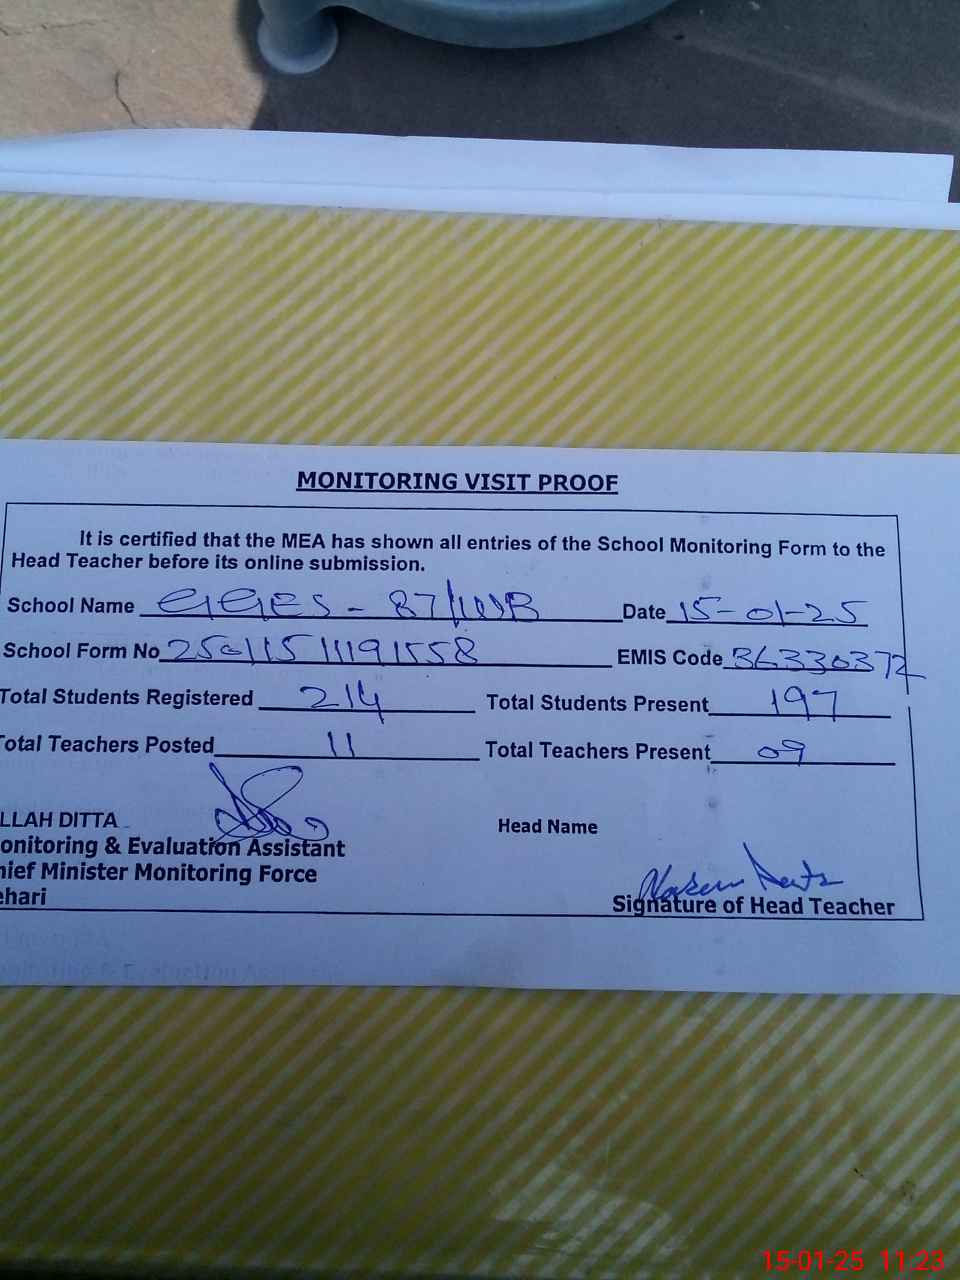 MONITORING VISIT PROOF
It is certified that the MEA has shown all entries of the School Monitoring Form to the
Head Teacher before its online submission.
School Name GGES - 87/WB Date 15-01-25
School Form No 250115 11191558 EMIS Code 36330372
Total Students Registered 214 Total Students Present 197
Total Teachers Posted 11 Total Teachers Present 09
LLAH DITTA
Head Name
onitoring & Evaluation Assistant
hief Minister Monitoring Force
ehari
Signature of Head Teacher
15-01-25 11:23